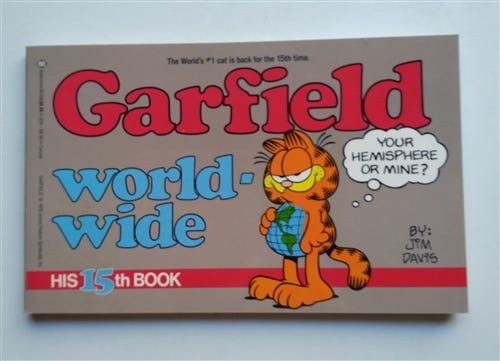 The World's #1 cat is back for the 15th time.
Garfield
world-
wide
YOUR
HEMISPHERE
OR MINE?
BY:
JIM
DAVIS
HIS 15th BOOK